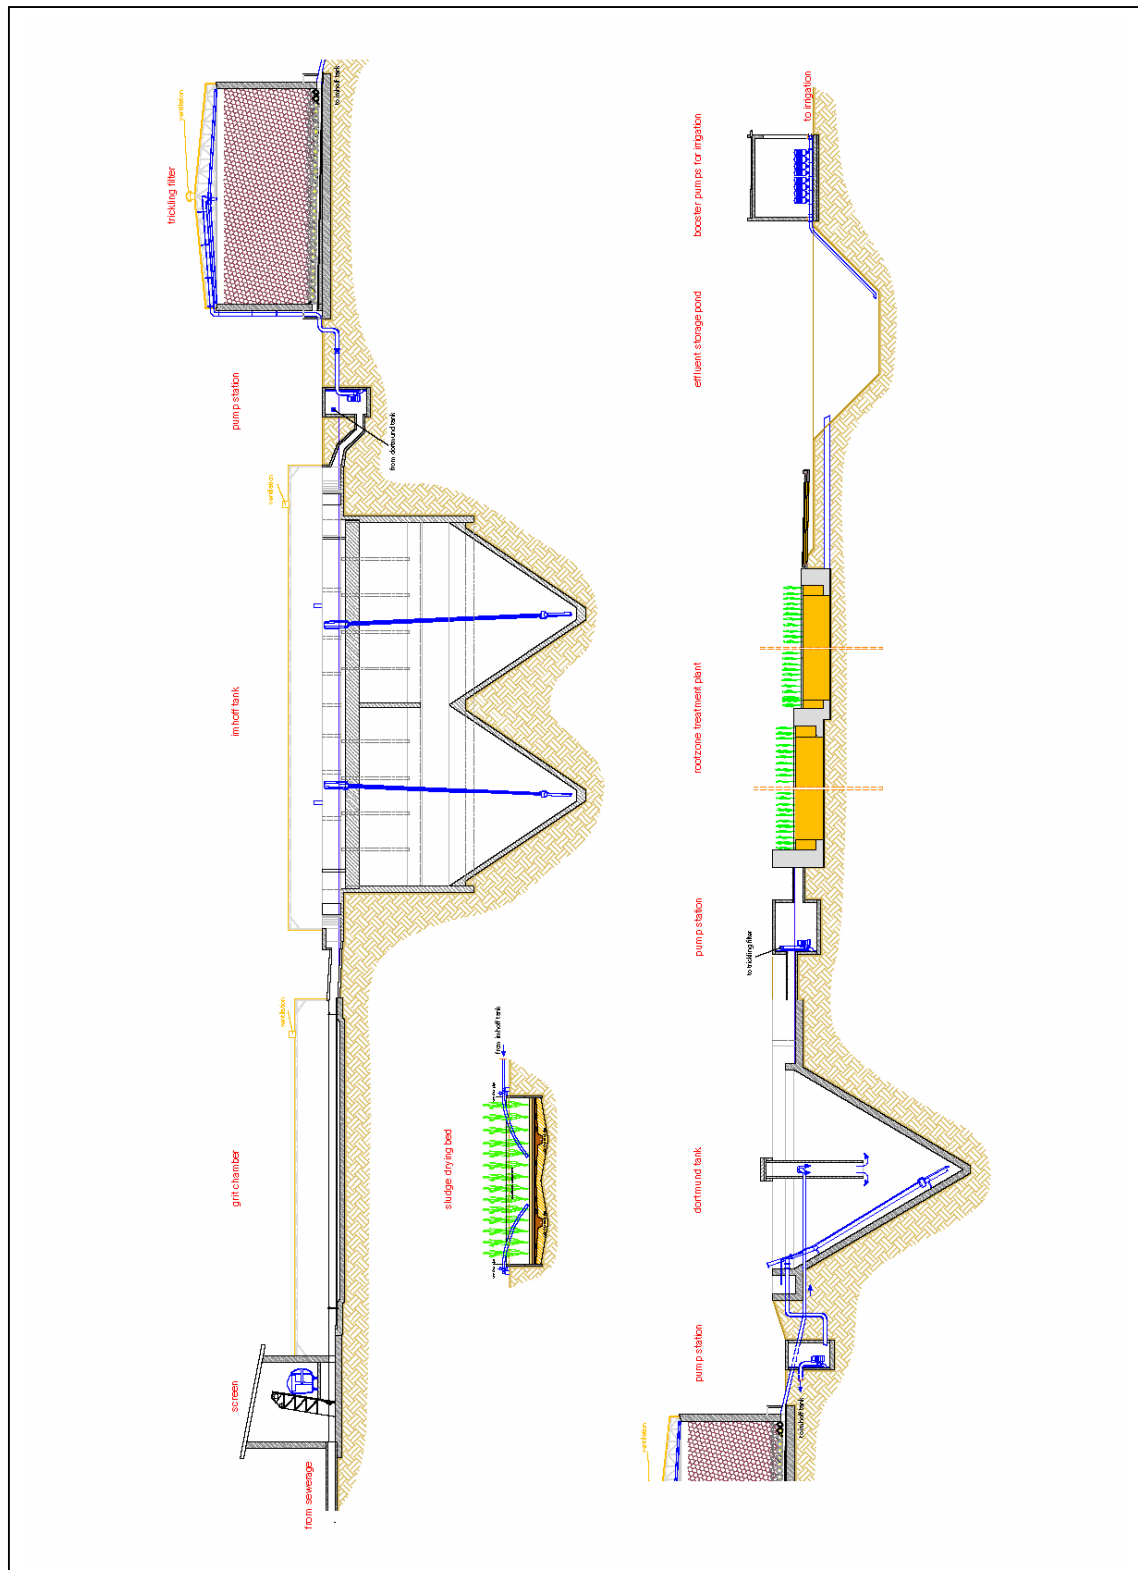 from sewerage
screen
grit chamber
ventilation
imhoff tank
ventilation
pump station
from dortmund tank
trickling filter
ventilation
to imhoff tank
sludge drying bed
from imhoff tank
ventilation
to imhoff tank
pump station
dortmund tank
pump station
to trickling filter
rootzone treatment plant
effluent storage pond
booster pumps for irrigation
to irrigation